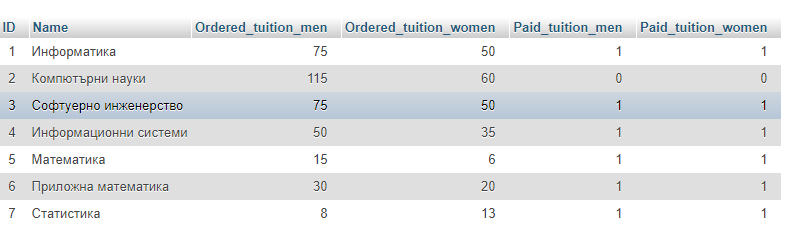 ID Name Ordered_tuition_men Ordered_tuition_women Paid_tuition_men Paid_tuition_women
1 Информатика 75 50 1 1
2 Компютърни науки 115 60 0 0
3 Софтуерно инженерство 75 50 1 1
4 Информационни системи 50 35 1 1
5 Математика 15 6 1 1
6 Приложна математика 30 20 1 1
7 Статистика 8 13 1 1